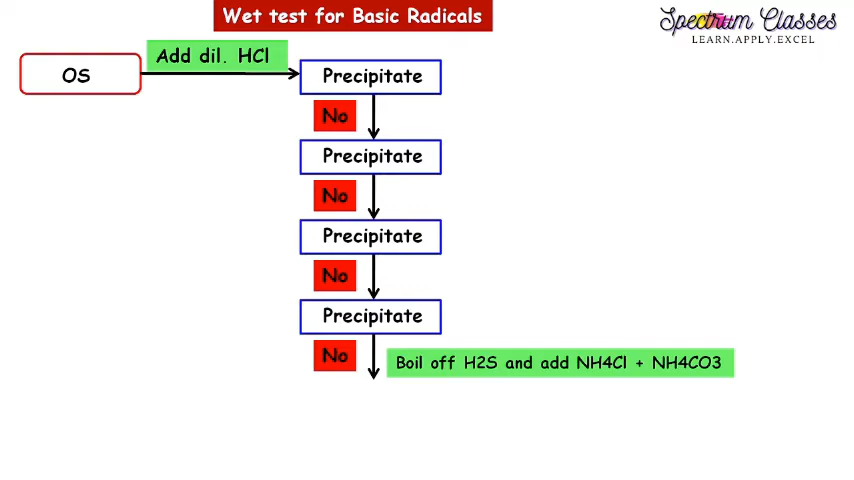 Wet test for Basic Radicals
Spectrum Classes
LEARN.APPLY.EXCEL
Add dil. HCl
OS
Precipitate
No
Precipitate
No
Precipitate
No
Precipitate
No
Boil off H2S and add NH4Cl + NH4CO3